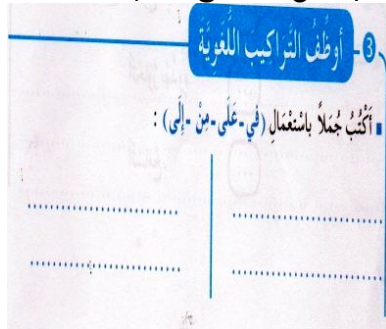 3 - أُوَظِّفُ التَّرَاكِيبَ اللُّغَوِيَّةَ
▪ أَكْتُبُ جُمَلاً بِاسْتِعْمَالِ (فِي - عَلَى - مِنْ - إِلَى) :